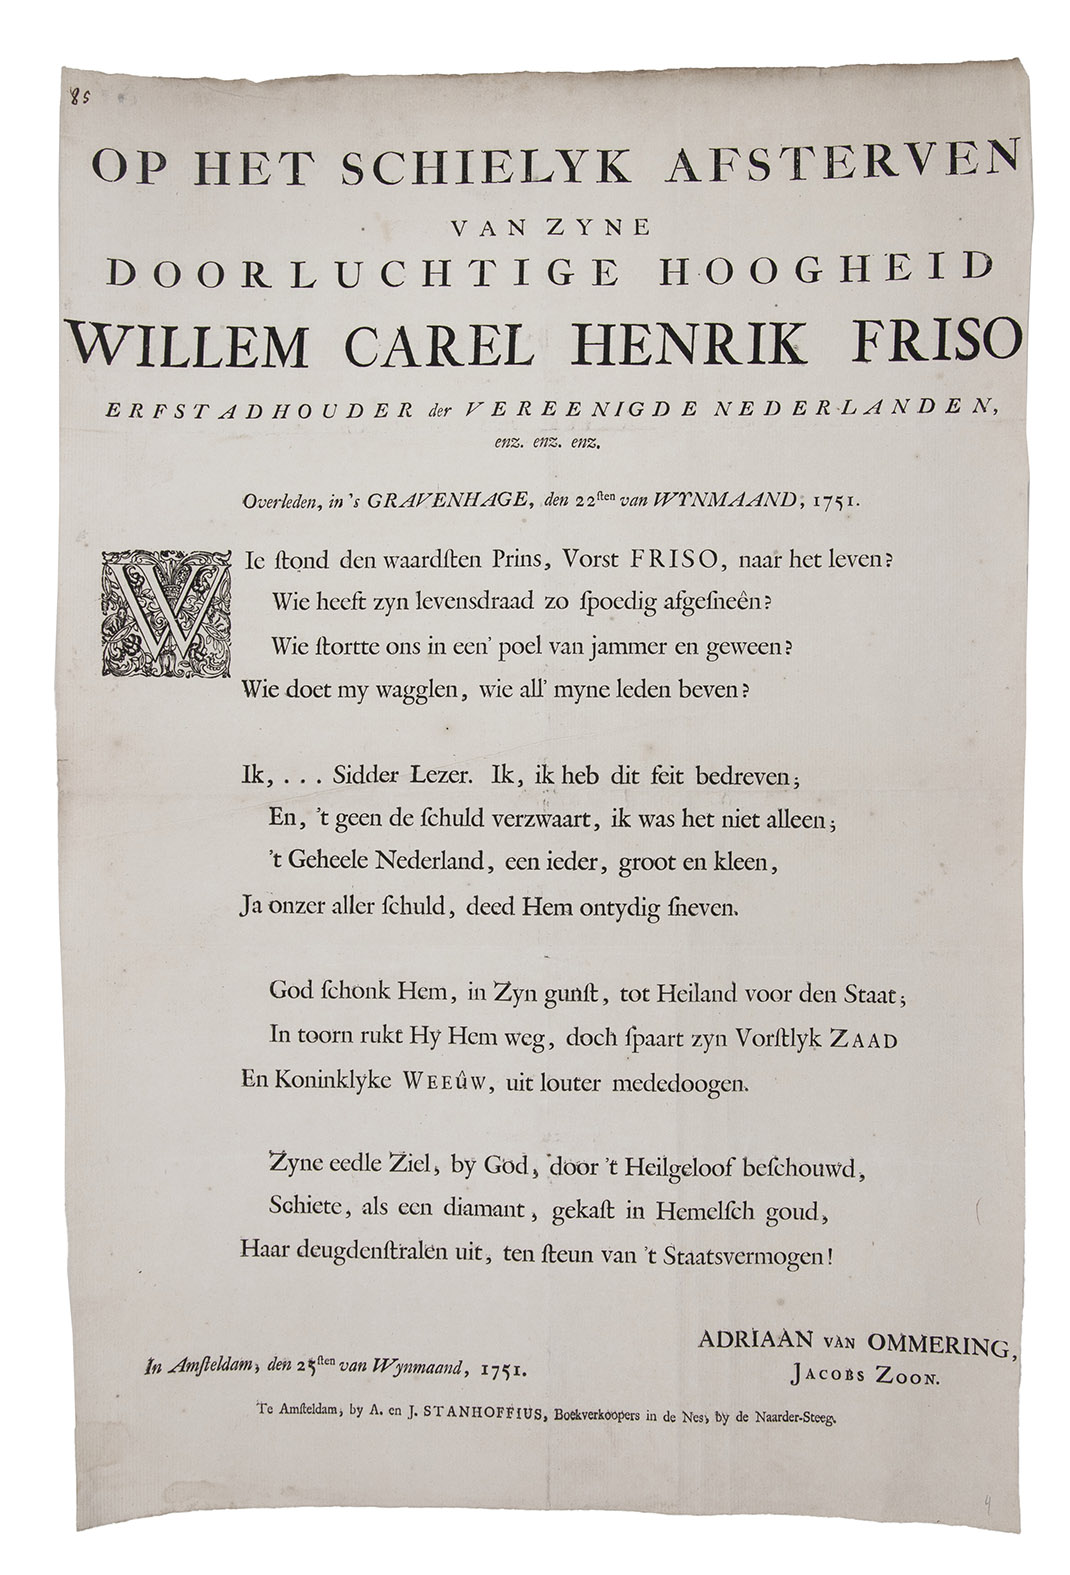 85
OP HET SCHIELYK AFSTERVEN
VAN ZYNE
DOORLUCHTIGE HOOGHEID
WILLEM CAREL HENRIK FRISO
ERFSTADHOUDER der VEREENIGDE NEDERLANDEN,
enz. enz. enz.
Overleden, in 's GRAVENHAGE, den 22ſten van WYNMAAND, 1751.
WIe ſtond den waardſten Prins, Vorst FRISO, naar het leven?
Wie heeft zyn levensdraad zo ſpoedig afgeſneên?
Wie ſtortte ons in een' poel van jammer en geween?
Wie doet my wagglen, wie all' myne leden beven?
Ik, . . . Sidder Lezer. Ik, ik heb dit feit bedreven;
En, 't geen de ſchuld verzwaart, ik was het niet alleen;
't Geheele Nederland, een ieder, groot en kleen,
Ja onzer aller ſchuld, deed Hem ontydig ſneven.
God ſchonk Hem, in Zyn gunſt, tot Heiland voor den Staat;
In toorn rukt Hy Hem weg, doch ſpaart zyn Vorſtlyk ZAAD
En Koninklyke WEEÛW, uit louter mededoogen.
Zyne eedle Ziel, by God, door 't Heilgeloof beſchouwd,
Schiete, als een diamant, gekaſt in Hemelſch goud,
Haar deugdenſtralen uit, ten ſteun van 't Staatsvermogen!
ADRIAAN VAN OMMERING,
JACOBS ZOON.
In Amſteldam, den 25ſten van Wynmaand, 1751.
Te Amſteldam, by A. en J. STANHOFFIUS, Boekverkoopers in de Nes, by de Naarder-Steeg.
4